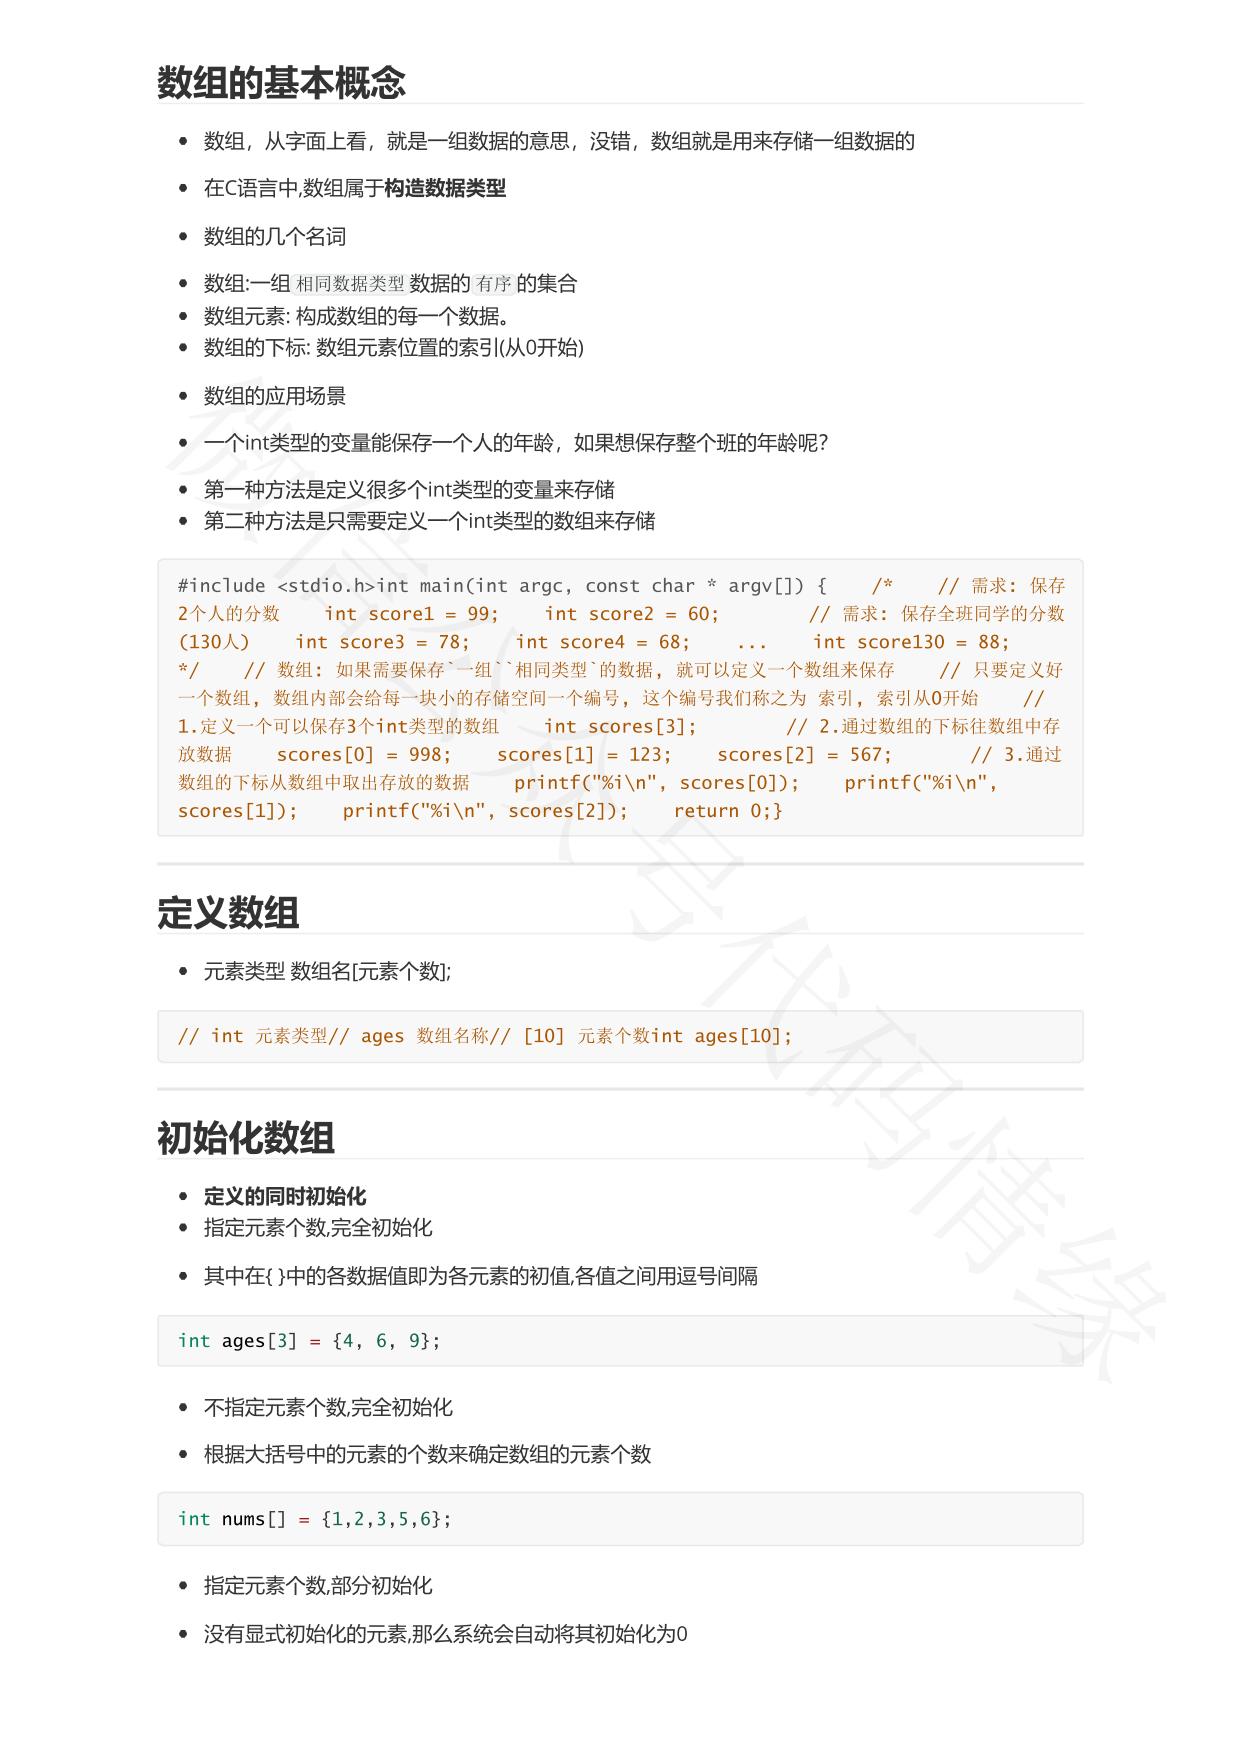 数组的基本概念
数组，从字面上看，就是一组数据的意思，没错，数组就是用来存储一组数据的
在C语言中,数组属于构造数据类型
数组的几个名词
数组:一组 相同数据类型 数据的 有序 的集合
数组元素: 构成数组的每一个数据。
数组的下标: 数组元素位置的索引(从0开始)
数组的应用场景
一个int类型的变量能保存一个人的年龄，如果想保存整个班的年龄呢？
第一种方法是定义很多个int类型的变量来存储
第二种方法是只需要定义一个int类型的数组来存储
#include <stdio.h>int main(int argc, const char * argv[]) {    /*    // 需求: 保存
2个人的分数    int score1 = 99;    int score2 = 60;        // 需求: 保存全班同学的分数
(130人)    int score3 = 78;    int score4 = 68;    ...    int score130 = 88;
*/    // 数组: 如果需要保存`一组``相同类型`的数据, 就可以定义一个数组来保存    // 只要定义好
一个数组, 数组内部会给每一块小的存储空间一个编号, 这个编号我们称之为 索引, 索引从0开始    //
1.定义一个可以保存3个int类型的数组    int scores[3];        // 2.通过数组的下标往数组中存
放数据    scores[0] = 998;    scores[1] = 123;    scores[2] = 567;       // 3.通过
数组的下标从数组中取出存放的数据    printf("%i\n", scores[0]);    printf("%i\n",
scores[1]);    printf("%i\n", scores[2]);    return 0;}
定义数组
元素类型 数组名[元素个数];
// int 元素类型// ages 数组名称// [10] 元素个数int ages[10];
初始化数组
定义的同时初始化
指定元素个数,完全初始化
其中在{ }中的各数据值即为各元素的初值,各值之间用逗号间隔
int ages[3] = {4, 6, 9};
不指定元素个数,完全初始化
根据大括号中的元素的个数来确定数组的元素个数
int nums[] = {1,2,3,5,6};
指定元素个数,部分初始化
没有显式初始化的元素,那么系统会自动将其初始化为0
微信公众号代码情缘